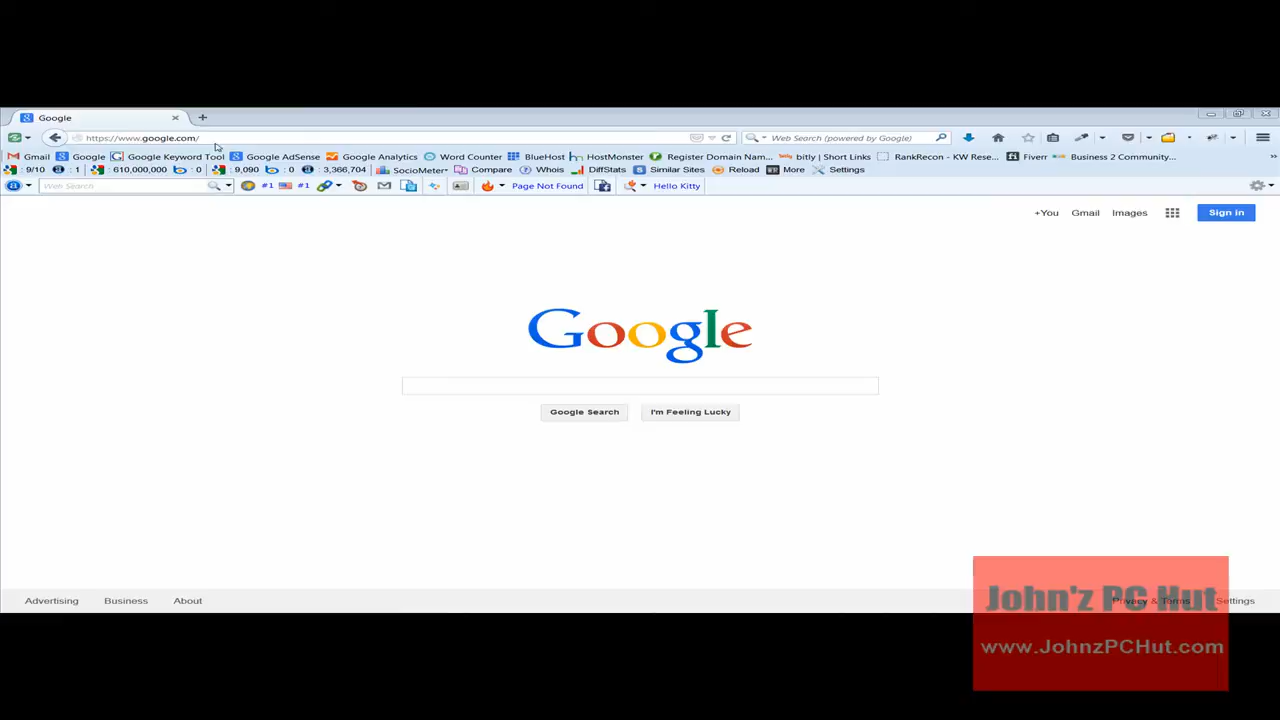 Google
https://www.google.com/
Web Search (powered by Google)
Gmail Google Google Keyword Tool Google AdSense Google Analytics Word Counter BlueHost HostMonster Register Domain Nam... bitly | Short Links RankRecon - KW Rese... Fiverr Business 2 Community...
: 9/10 : 1 : 610,000,000 : 0 : 9,090 : 0 : 3,366,704 SocioMeter Compare Whois DiffStats Similar Sites Reload More Settings
Web Search #1 #1 Page Not Found Hello Kitty
+You Gmail Images Sign in
Google
Google Search I'm Feeling Lucky
Advertising Business About Privacy & Terms Settings
John'z PC Hut
www.JohnzPCHut.com